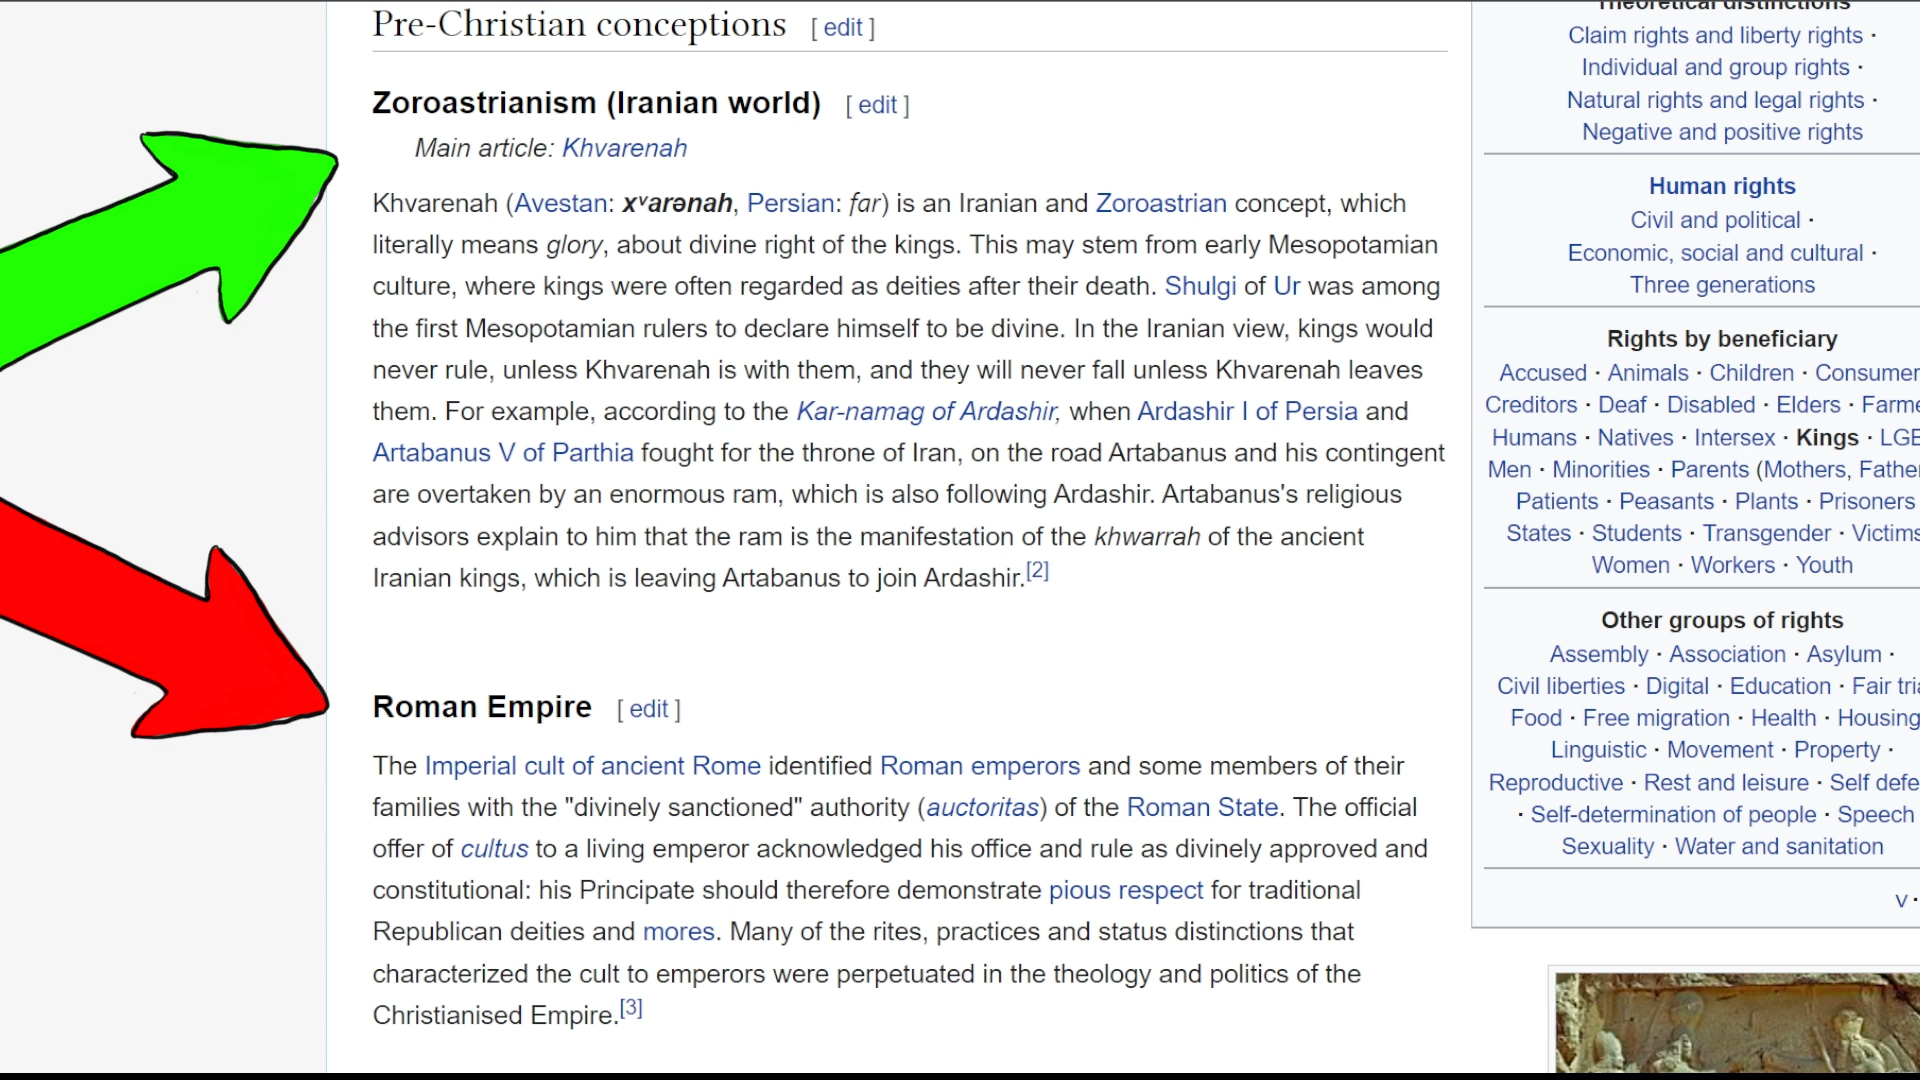 Pre-Christian conceptions [ edit ]
Zoroastrianism (Iranian world) [ edit ]
Main article: Khvarenah
Khvarenah (Avestan: xᵛarənah, Persian: far) is an Iranian and Zoroastrian concept, which
literally means glory, about divine right of the kings. This may stem from early Mesopotamian
culture, where kings were often regarded as deities after their death. Shulgi of Ur was among
the first Mesopotamian rulers to declare himself to be divine. In the Iranian view, kings would
never rule, unless Khvarenah is with them, and they will never fall unless Khvarenah leaves
them. For example, according to the Kar-namag of Ardashir, when Ardashir I of Persia and
Artabanus V of Parthia fought for the throne of Iran, on the road Artabanus and his contingent
are overtaken by an enormous ram, which is also following Ardashir. Artabanus's religious
advisors explain to him that the ram is the manifestation of the khwarrah of the ancient
Iranian kings, which is leaving Artabanus to join Ardashir.[2]
Roman Empire [ edit ]
The Imperial cult of ancient Rome identified Roman emperors and some members of their
families with the "divinely sanctioned" authority (auctoritas) of the Roman State. The official
offer of cultus to a living emperor acknowledged his office and rule as divinely approved and
constitutional: his Principate should therefore demonstrate pious respect for traditional
Republican deities and mores. Many of the rites, practices and status distinctions that
characterized the cult to emperors were perpetuated in the theology and politics of the
Christianised Empire.[3]
Theoretical distinctions
Claim rights and liberty rights ·
Individual and group rights ·
Natural rights and legal rights ·
Negative and positive rights
Human rights
Civil and political ·
Economic, social and cultural ·
Three generations
Rights by beneficiary
Accused · Animals · Children · Consumer
Creditors · Deaf · Disabled · Elders · Farme
Humans · Natives · Intersex · Kings · LGB
Men · Minorities · Parents (Mothers, Father
Patients · Peasants · Plants · Prisoners
States · Students · Transgender · Victims
Women · Workers · Youth
Other groups of rights
Assembly · Association · Asylum ·
Civil liberties · Digital · Education · Fair tria
Food · Free migration · Health · Housing
Linguistic · Movement · Property ·
Reproductive · Rest and leisure · Self defe
· Self-determination of people · Speech
Sexuality · Water and sanitation
v ·